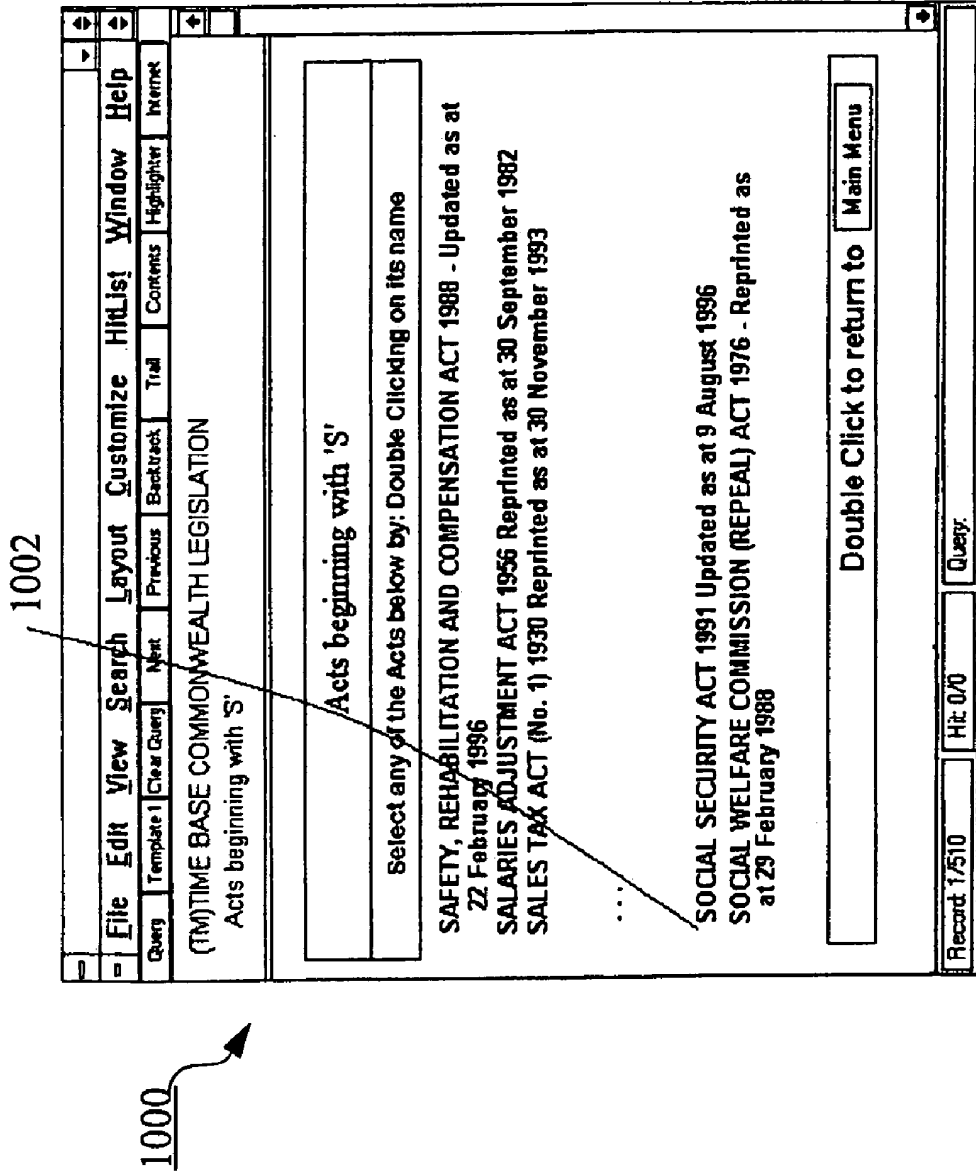 1000
1002
File Edit View Search Layout Customize HitList Window Help
Query Template 1 Clear Query Next Previous Backtrack Trail Contents Highlighter Internet
(TM)TIME BASE COMMONWEALTH LEGISLATION
Acts beginning with 'S'
Acts beginning with 'S'
Select any of the Acts below by: Double Clicking on its name
SAFETY, REHABILITATION AND COMPENSATION ACT 1988 - Updated as at
22 February 1996
SALARIES ADJUSTMENT ACT 1956 Reprinted as at 30 September 1982
SALES TAX ACT (No. 1) 1930 Reprinted as at 30 November 1993
. . .
SOCIAL SECURITY ACT 1991 Updated as at 9 August 1996
SOCIAL WELFARE COMMISSION (REPEAL) ACT 1976 - Reprinted as
at 29 February 1988
Double Click to return to Main Menu
Record: 1/510 Hit: 0/0 Query: